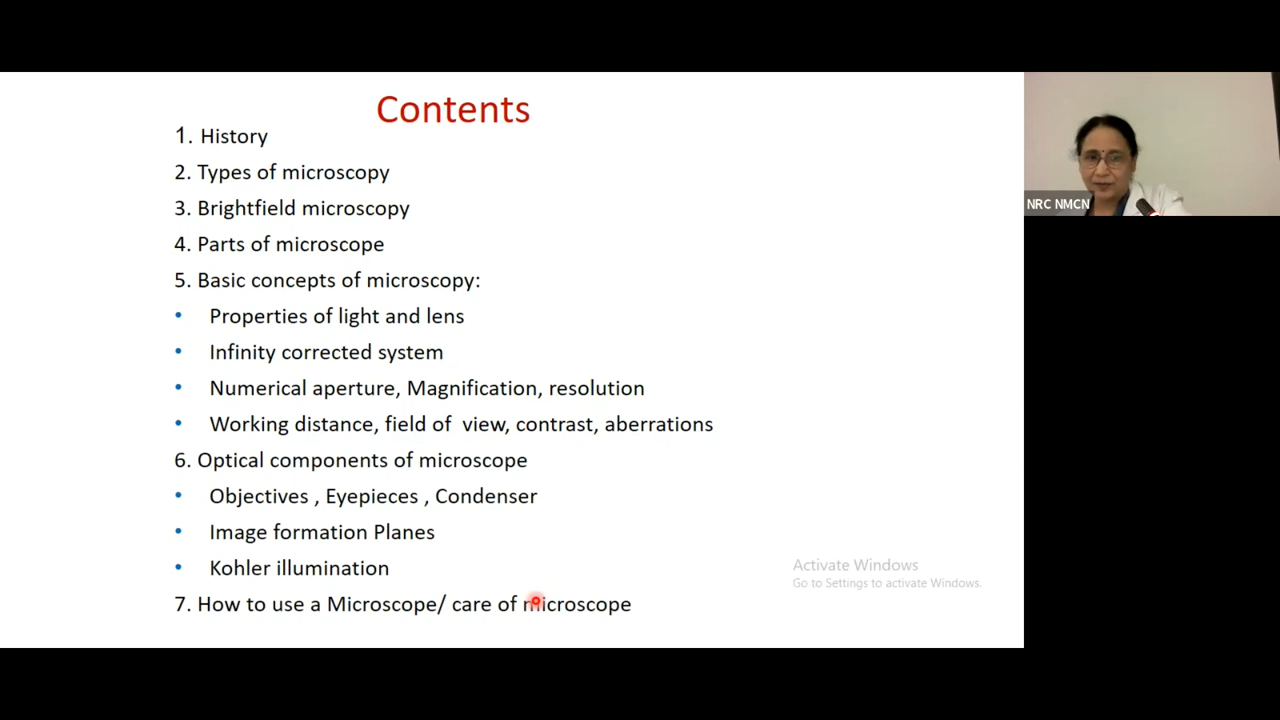 Contents
1. History
2. Types of microscopy
3. Brightfield microscopy
4. Parts of microscope
5. Basic concepts of microscopy:
• Properties of light and lens
• Infinity corrected system
• Numerical aperture, Magnification, resolution
• Working distance, field of  view, contrast, aberrations
6. Optical components of microscope
• Objectives , Eyepieces , Condenser
• Image formation Planes
• Kohler illumination
7. How to use a Microscope/ care of microscope
Activate Windows
Go to Settings to activate Windows.
NRC NMCN